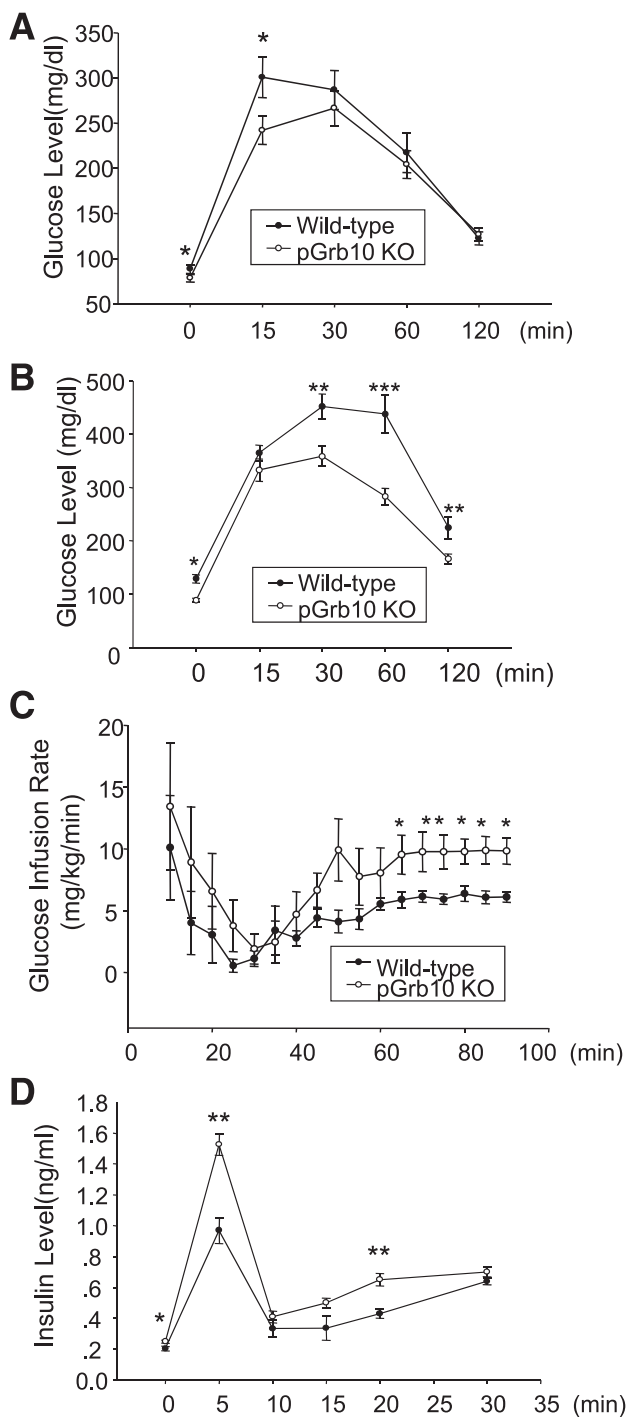 A
*
Glucose Level(mg/dl)
350
300
250
150
100
50
*
Wild-type
pGrb10 KO
0 15 30 60 120 (min)
B
Glucose Level (mg/dl)
500
400
300
200
100
0
** ***
**
*
Wild-type
pGrb10 KO
0 15 30 60 120 (min)
C
Glucose Infusion Rate
(mg/kg/min)
20
15
10
5
0
* ** * * *
Wild-type
pGrb10 KO
0 20 40 60 80 100 (min)
D
Insulin Level(ng/ml)
1.8
1.6
1.4
1.2
1.0
.8
.6
.4
.2
0.0
**
**
*
Wild-type
pGrb10 KO
0 5 10 15 20 30 35 (min)